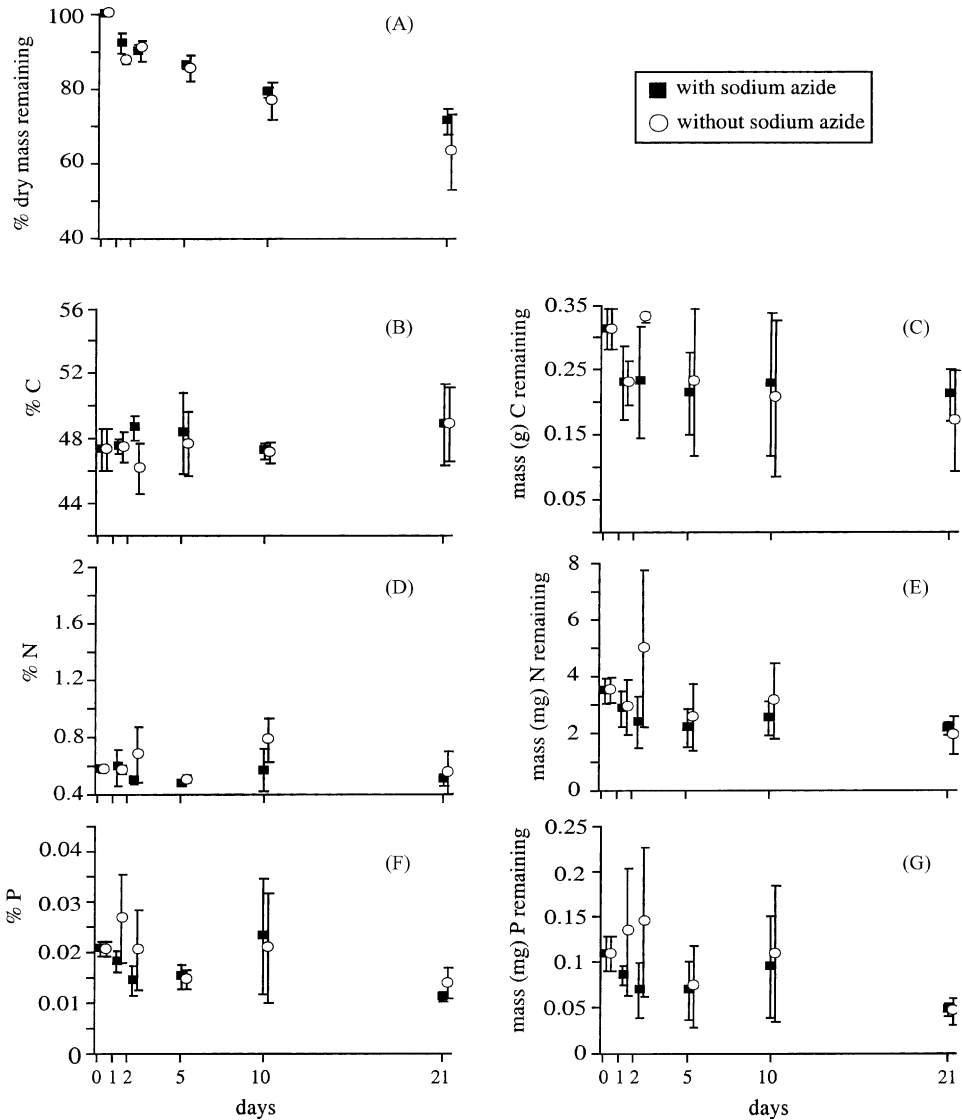 (A)
% dry mass remaining
100
80
60
40
with sodium azide
without sodium azide
(B)
% C
56
52
48
44
(C)
mass (g) C remaining
0.35
0.25
0.15
0.05
(D)
% N
2
1.6
1.2
0.8
0.4
(E)
mass (mg) N remaining
8
6
4
2
0
(F)
% P
0.04
0.03
0.02
0.01
0
0 1 2 5 10 21
days
(G)
mass (mg) P remaining
0.25
0.2
0.15
0.1
0.05
0
0 1 2 5 10 21
days